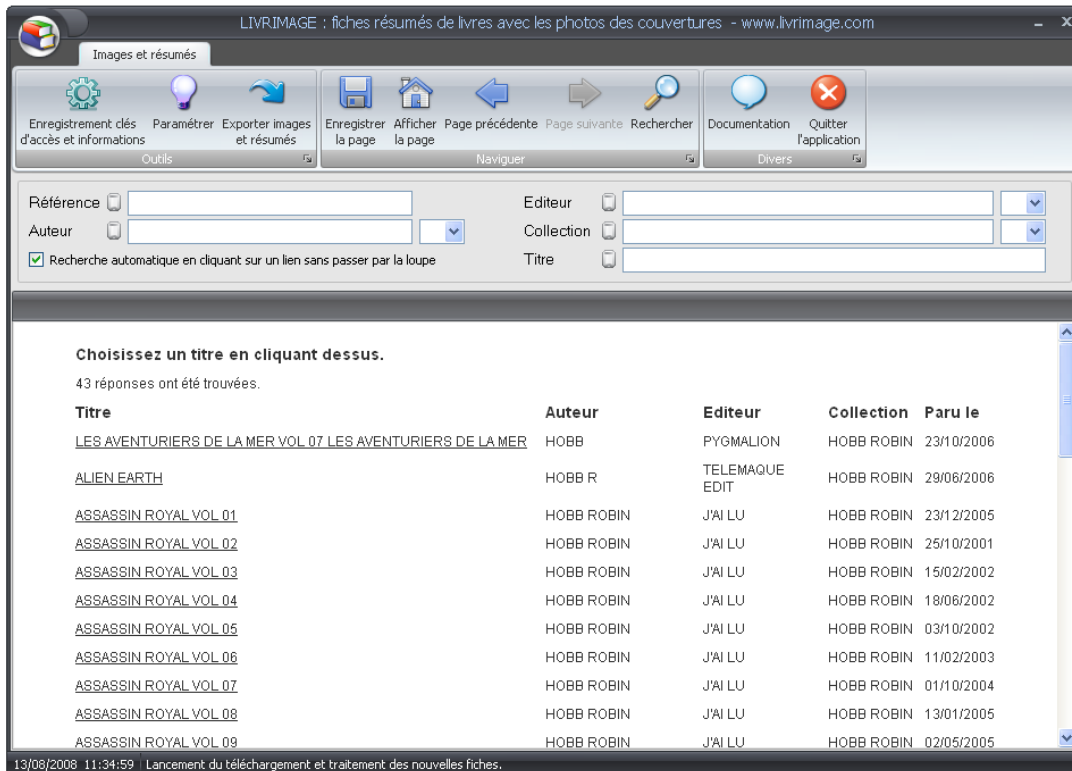 LIVRIMAGE : fiches résumés de livres avec les photos des couvertures - www.livrimage.com
Images et résumés
Enregistrement clés d'accès et informations
Paramétrer
Exporter images et résumés
Outils
Enregistrer la page
Afficher la page
Page précédente
Page suivante
Rechercher
Naviguer
Documentation
Quitter l'application
Divers
Référence
Editeur
Auteur
Collection
Recherche automatique en cliquant sur un lien sans passer par la loupe
Titre
Choisissez un titre en cliquant dessus.
43 réponses ont été trouvées.
Titre Auteur Editeur Collection Paru le
LES AVENTURIERS DE LA MER VOL 07 LES AVENTURIERS DE LA MER HOBB PYGMALION HOBB ROBIN 23/10/2006
ALIEN EARTH HOBB R TELEMAQUE EDIT HOBB ROBIN 29/06/2006
ASSASSIN ROYAL VOL 01 HOBB ROBIN J'AI LU HOBB ROBIN 23/12/2005
ASSASSIN ROYAL VOL 02 HOBB ROBIN J'AI LU HOBB ROBIN 25/10/2001
ASSASSIN ROYAL VOL 03 HOBB ROBIN J'AI LU HOBB ROBIN 15/02/2002
ASSASSIN ROYAL VOL 04 HOBB ROBIN J'AI LU HOBB ROBIN 18/06/2002
ASSASSIN ROYAL VOL 05 HOBB ROBIN J'AI LU HOBB ROBIN 03/10/2002
ASSASSIN ROYAL VOL 06 HOBB ROBIN J'AI LU HOBB ROBIN 11/02/2003
ASSASSIN ROYAL VOL 07 HOBB ROBIN J'AI LU HOBB ROBIN 01/10/2004
ASSASSIN ROYAL VOL 08 HOBB ROBIN J'AI LU HOBB ROBIN 13/01/2005
ASSASSIN ROYAL VOL 09 HOBB ROBIN J'AI LU HOBB ROBIN 02/05/2005
13/08/2008 11:34:59 Lancement du téléchargement et traitement des nouvelles fiches.